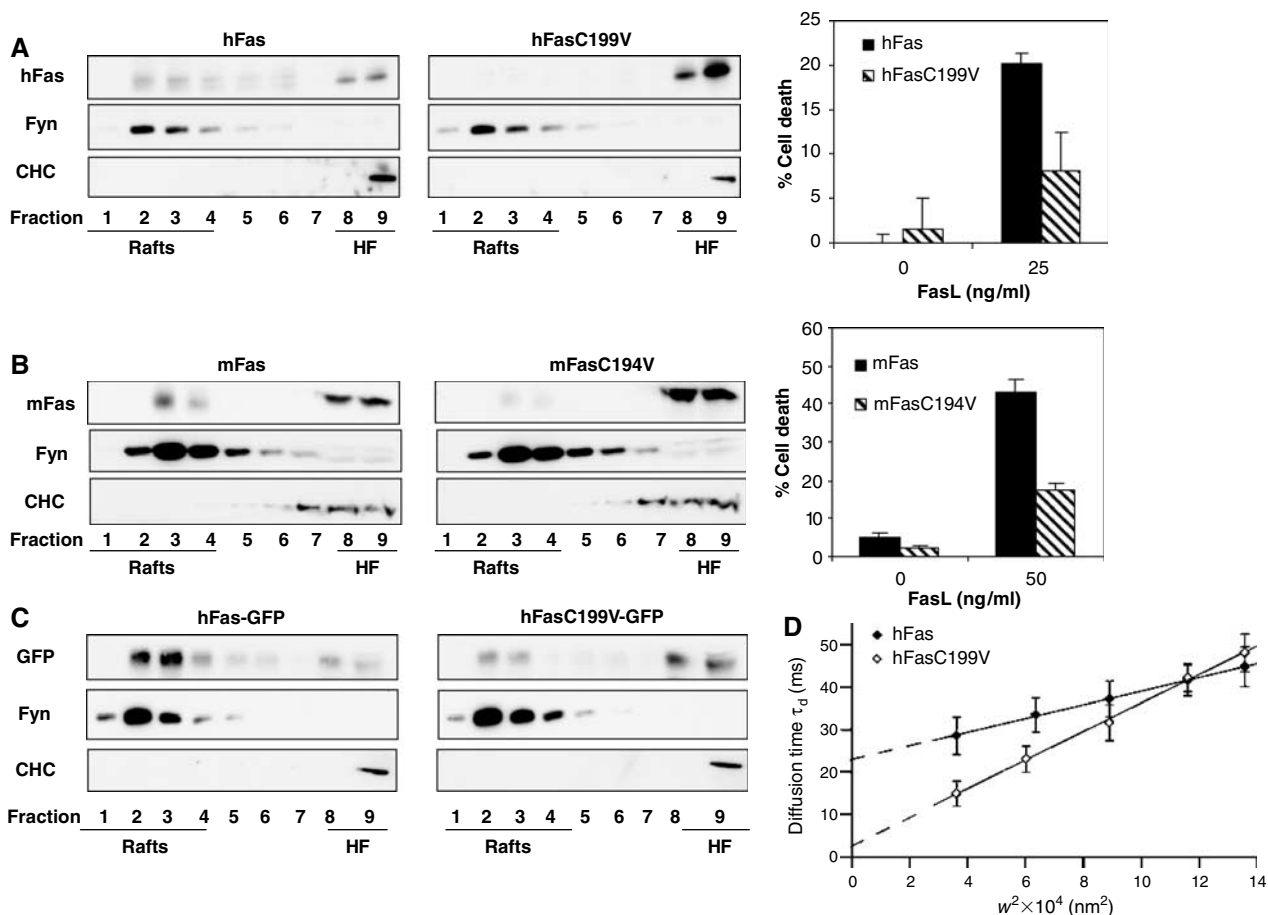 A
hFas
hFasC199V
hFas
Fyn
CHC
Fraction 1 2 3 4 5 6 7 8 9 1 2 3 4 5 6 7 8 9
Rafts HF Rafts HF
hFas
hFasC199V
% Cell death
25
20
15
10
5
0
0 25
FasL (ng/ml)
B
mFas
mFasC194V
mFas
Fyn
CHC
Fraction 1 2 3 4 5 6 7 8 9 1 2 3 4 5 6 7 8 9
Rafts HF Rafts HF
mFas
mFasC194V
% Cell death
60
50
40
30
20
10
0
0 50
FasL (ng/ml)
C
hFas-GFP
hFasC199V-GFP
GFP
Fyn
CHC
Fraction 1 2 3 4 5 6 7 8 9 1 2 3 4 5 6 7 8 9
Rafts HF Rafts HF
D
hFas
hFasC199V
Diffusion time τd (ms)
50
40
30
20
10
0
0 2 4 6 8 10 12 14
w²×10⁴ (nm²)